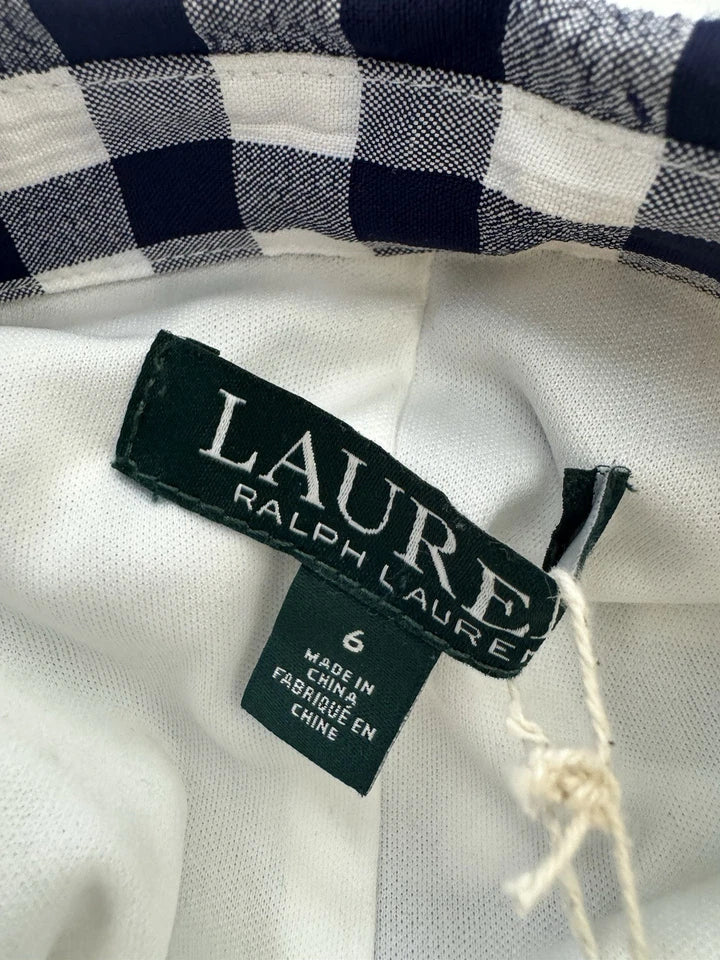 LAURE
RALPH LAURE
6
MADE IN
CHINA
FABRIQUÉ EN
CHINE